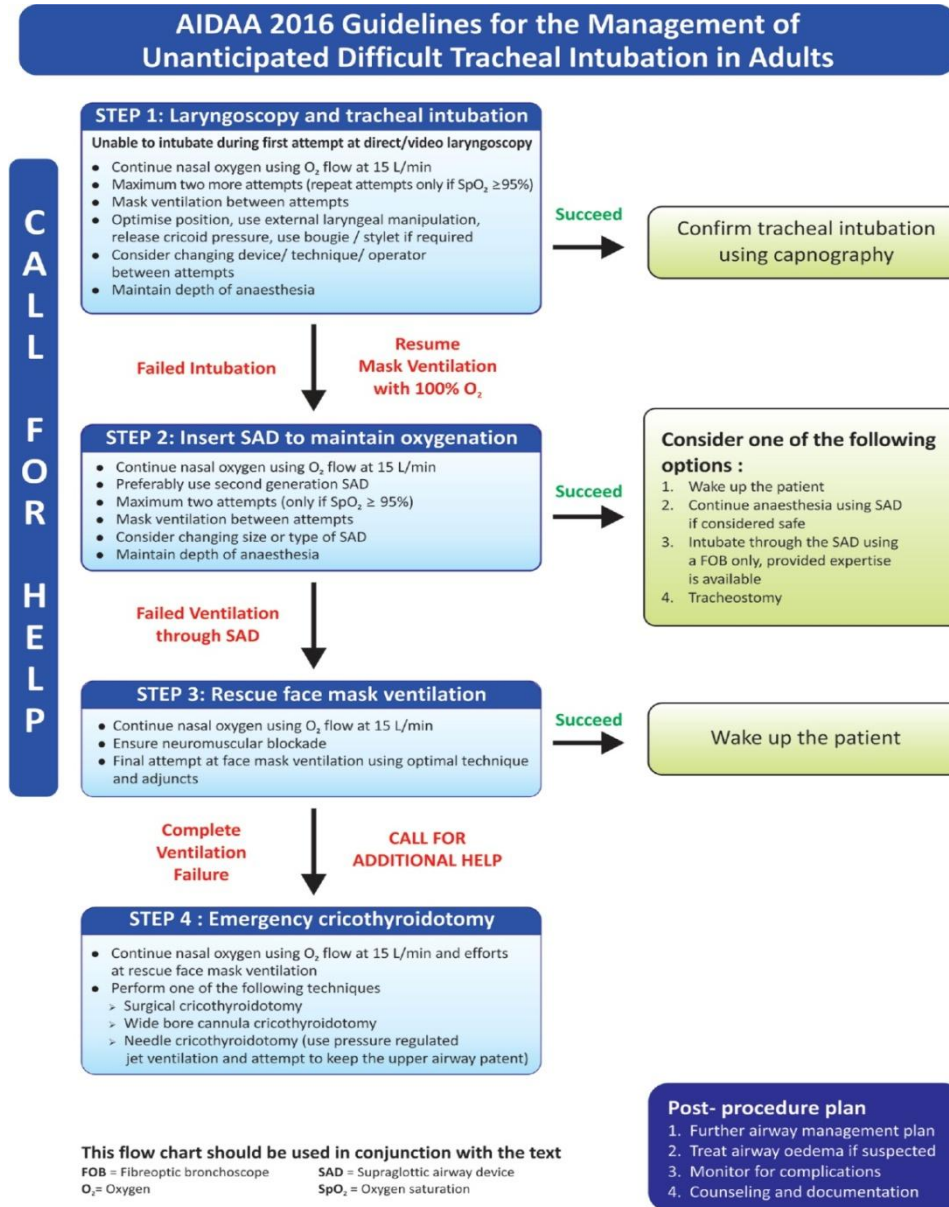 AIDAA 2016 Guidelines for the Management of
Unanticipated Difficult Tracheal Intubation in Adults
CALL FOR HELP
STEP 1: Laryngoscopy and tracheal intubation
Unable to intubate during first attempt at direct/video laryngoscopy
● Continue nasal oxygen using O₂ flow at 15 L/min
● Maximum two more attempts (repeat attempts only if SpO₂ ≥95%)
● Mask ventilation between attempts
● Optimise position, use external laryngeal manipulation,
release cricoid pressure, use bougie / stylet if required
● Consider changing device/ technique/ operator
between attempts
● Maintain depth of anaesthesia
Succeed
Confirm tracheal intubation
using capnography
Failed Intubation
Resume
Mask Ventilation
with 100% O₂
STEP 2: Insert SAD to maintain oxygenation
● Continue nasal oxygen using O₂ flow at 15 L/min
● Preferably use second generation SAD
● Maximum two attempts (only if SpO₂ ≥ 95%)
● Mask ventilation between attempts
● Consider changing size or type of SAD
● Maintain depth of anaesthesia
Succeed
Consider one of the following
options :
1. Wake up the patient
2. Continue anaesthesia using SAD
if considered safe
3. Intubate through the SAD using
a FOB only, provided expertise
is available
4. Tracheostomy
Failed Ventilation
through SAD
STEP 3: Rescue face mask ventilation
● Continue nasal oxygen using O₂ flow at 15 L/min
● Ensure neuromuscular blockade
● Final attempt at face mask ventilation using optimal technique
and adjuncts
Succeed
Wake up the patient
Complete
Ventilation
Failure
CALL FOR
ADDITIONAL HELP
STEP 4 : Emergency cricothyroidotomy
● Continue nasal oxygen using O₂ flow at 15 L/min and efforts
at rescue face mask ventilation
● Perform one of the following techniques
➢ Surgical cricothyroidotomy
➢ Wide bore cannula cricothyroidotomy
➢ Needle cricothyroidotomy (use pressure regulated
jet ventilation and attempt to keep the upper airway patent)
Post- procedure plan
1. Further airway management plan
2. Treat airway oedema if suspected
3. Monitor for complications
4. Counseling and documentation
This flow chart should be used in conjunction with the text
FOB = Fibreoptic bronchoscope SAD = Supraglottic airway device
O₂= Oxygen SpO₂ = Oxygen saturation